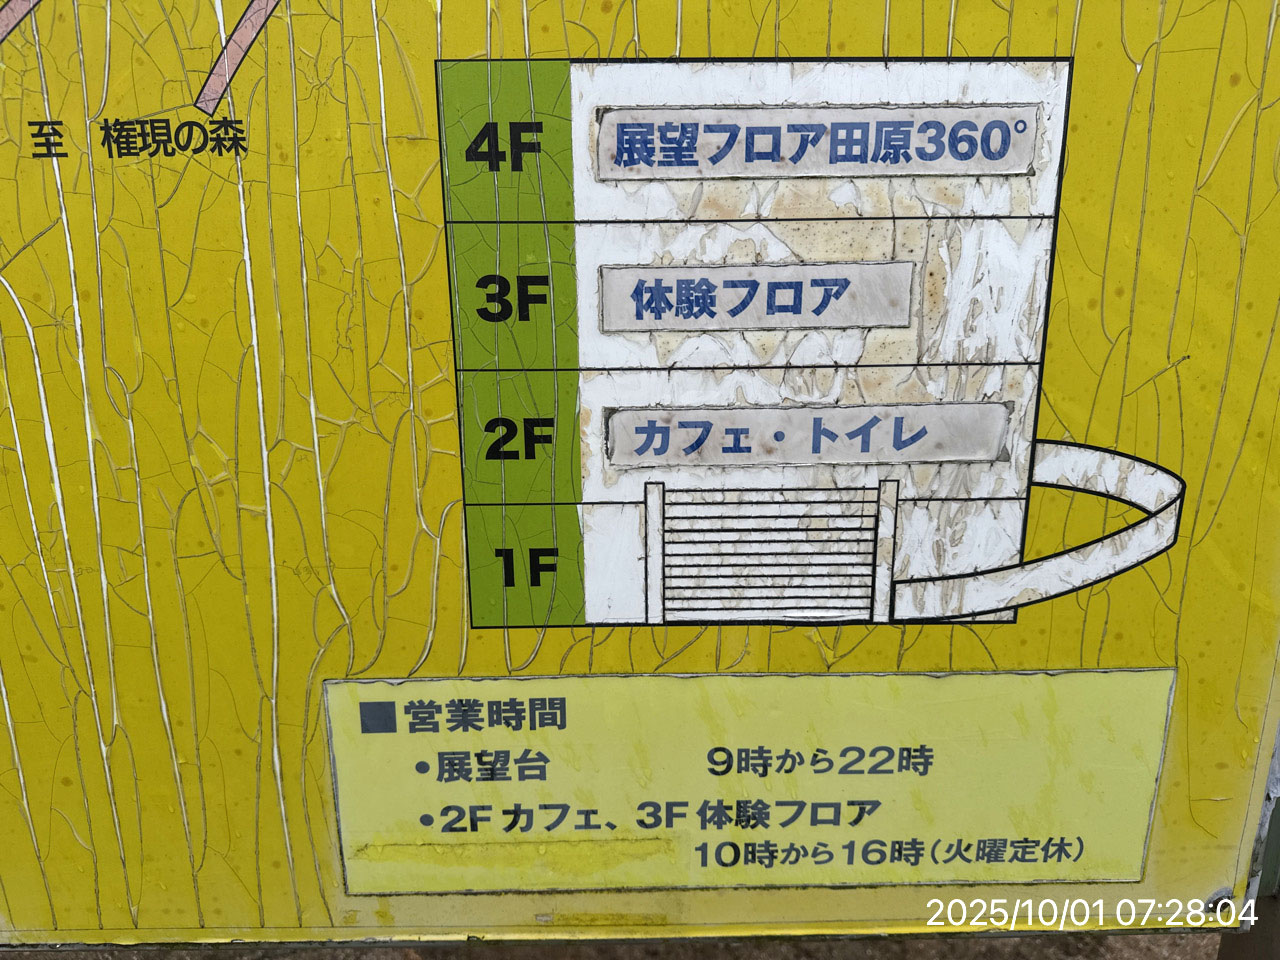 至 権現の森
4F 展望フロア田原360°
3F 体験フロア
2F カフェ・トイレ
1F
■営業時間
・展望台 9時から22時
・2F カフェ、3F 体験フロア
10時から16時(火曜定休)
2025/10/01 07:28:04